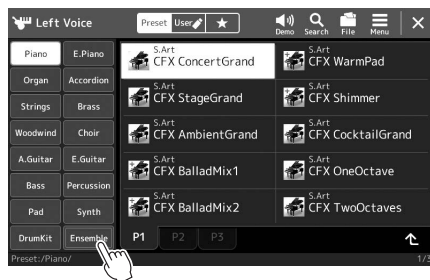 Left Voice
Preset User ★
Demo Search File Menu
Piano E.Piano
Organ Accordion
Strings Brass
Woodwind Choir
A.Guitar E.Guitar
Bass Percussion
Pad Synth
DrumKit Ensemble
S.Art
CFX ConcertGrand
S.Art
CFX WarmPad
S.Art
CFX StageGrand
S.Art
CFX Shimmer
S.Art
CFX AmbientGrand
S.Art
CFX CocktailGrand
S.Art
CFX BalladMix1
S.Art
CFX OneOctave
S.Art
CFX BalladMix2
S.Art
CFX TwoOctaves
P1 P2 P3
Preset:/Piano/
1/3